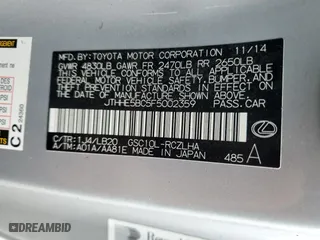 MFD. BY: TOYOTA MOTOR CORPORATION 11/14
GVWR 4830LB GAWR FR 2470LB RR 2650LB
THIS VEHICLE CONFORMS TO ALL APPLICABLE
FEDERAL MOTOR VEHICLE SAFETY,
BUMPER, AND THEFT PREVENTION
STANDARDS IN EFFECT ON THE DATE OF
MANUFACTURE SHOWN ABOVE.
JTHHE5BC5F5002359
PASS. CAR
C/TR: 1J4/LB20 GSC10L-RCZLHA
A/TM: A01A/AA81E MADE IN JAPAN
485 A
C 2